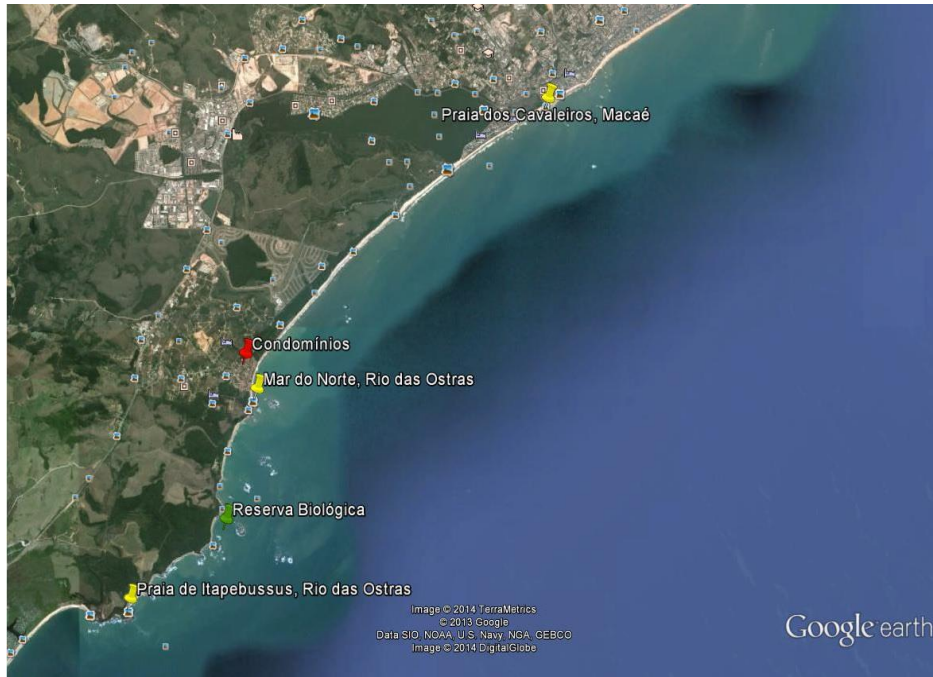 Praia dos Cavaleiros, Macaé
Condomínios
Mar do Norte, Rio das Ostras
Reserva Biológica
Praia de Itapebussus, Rio das Ostras
Image © 2014 TerraMetrics
© 2013 Google
Data SIO, NOAA, U.S. Navy, NGA, GEBCO
Image © 2014 DigitalGlobe
Google earth